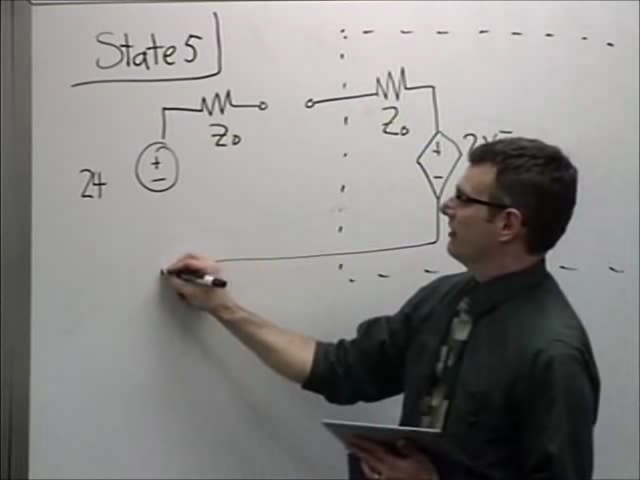 State 5
Z₀
Z₀
24
+
−
+
−